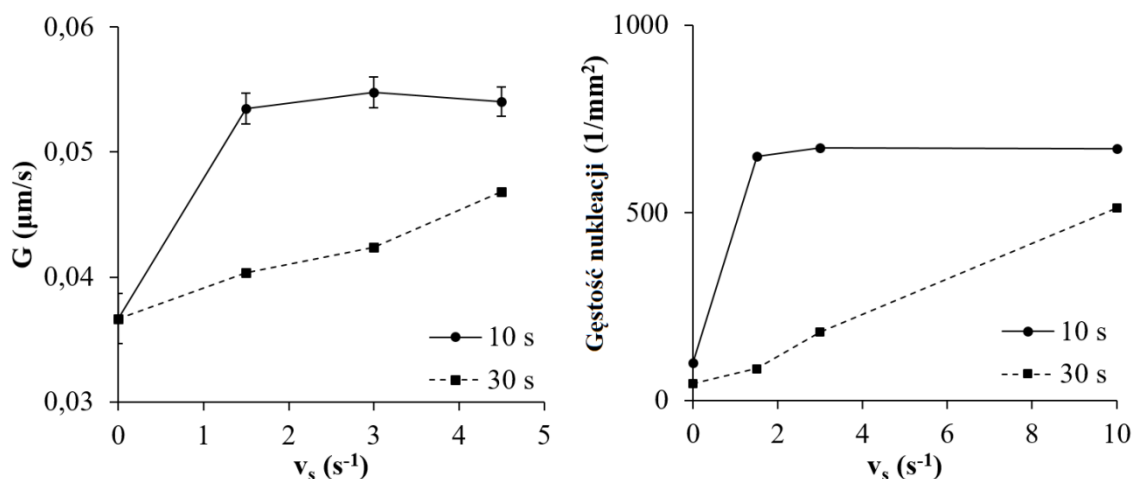 0,06
0,05
0,04
0,03
G (µm/s)
10 s
30 s
0 1 2 3 4 5
vₛ (s⁻¹)
1000
500
0
Gęstość nukleacji (1/mm²)
10 s
30 s
0 2 4 6 8 10
vₛ (s⁻¹)